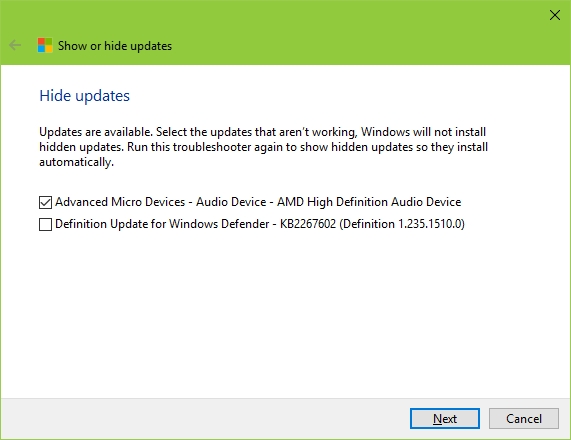 Show or hide updates
Hide updates
Updates are available. Select the updates that aren't working, Windows will not install
hidden updates. Run this troubleshooter again to show hidden updates so they install
automatically.
Advanced Micro Devices - Audio Device - AMD High Definition Audio Device
Definition Update for Windows Defender - KB2267602 (Definition 1.235.1510.0)
Next
Cancel